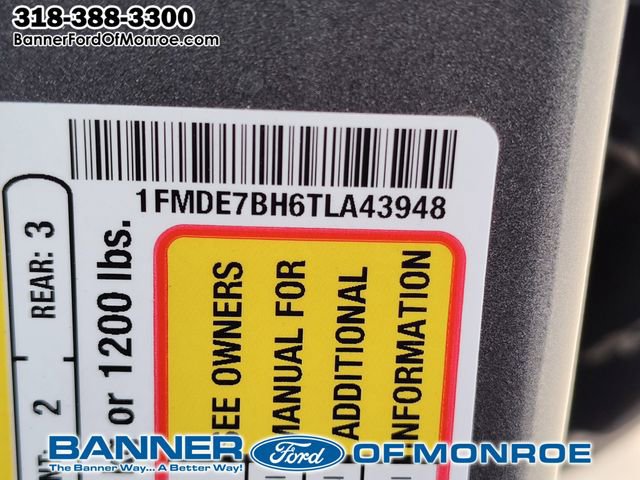 318-388-3300
BannerFordOfMonroe.com
1FMDE7BH6TLA43948
REAR: 3
2
or 1200 lbs.
SEE OWNERS
MANUAL FOR
ADDITIONAL
INFORMATION
BANNER Ford OF MONROE
The Banner Way... A Better Way!